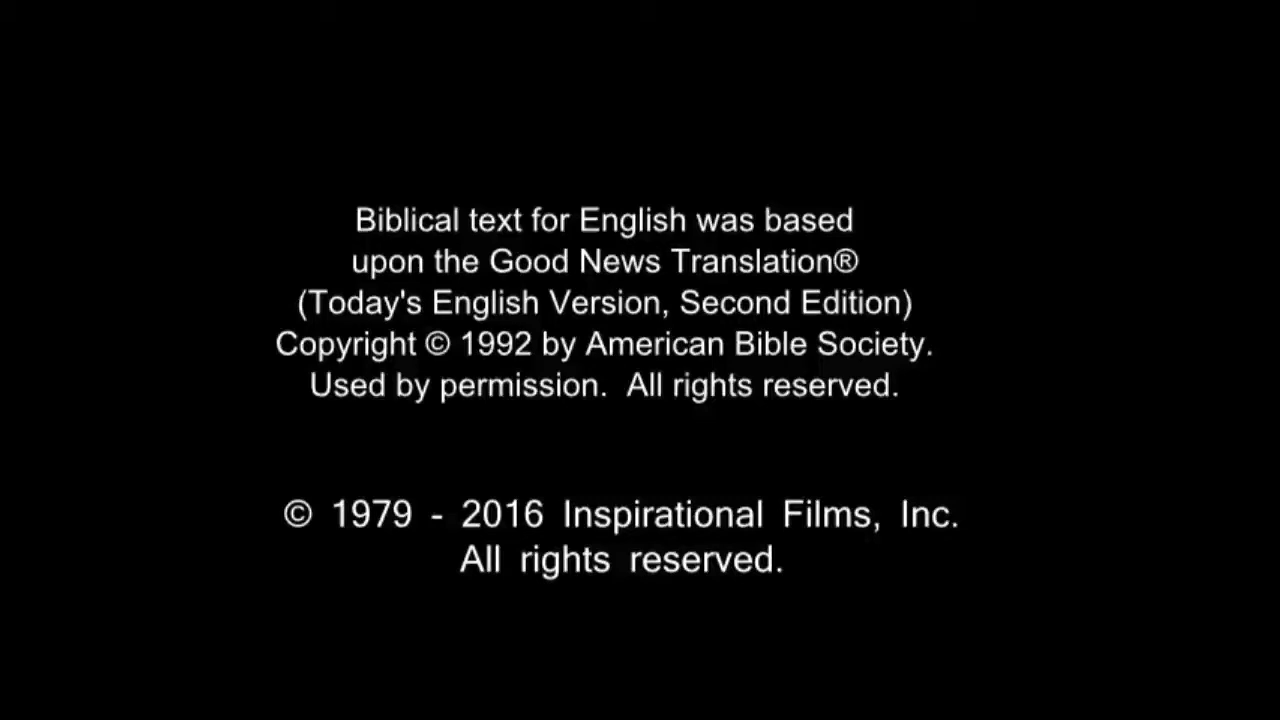 Biblical text for English was based
upon the Good News Translation®
(Today's English Version, Second Edition)
Copyright © 1992 by American Bible Society.
Used by permission.  All rights reserved.
© 1979 - 2016 Inspirational Films, Inc.
All rights reserved.